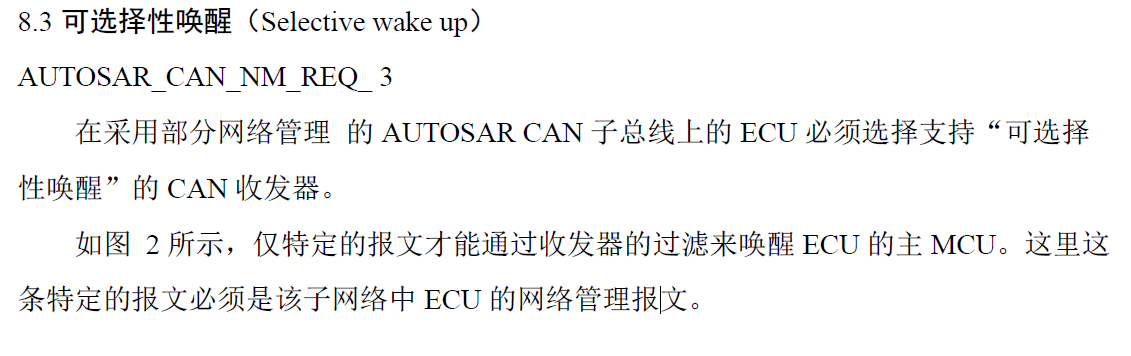 8.3 可选择性唤醒（Selective wake up）
AUTOSAR_CAN_NM_REQ_ 3
在采用部分网络管理 的 AUTOSAR CAN 子总线上的 ECU 必须选择支持“可选择
性唤醒”的 CAN 收发器。
如图 2 所示，仅特定的报文才能通过收发器的过滤来唤醒 ECU 的主 MCU。这里这
条特定的报文必须是该子网络中 ECU 的网络管理报文。